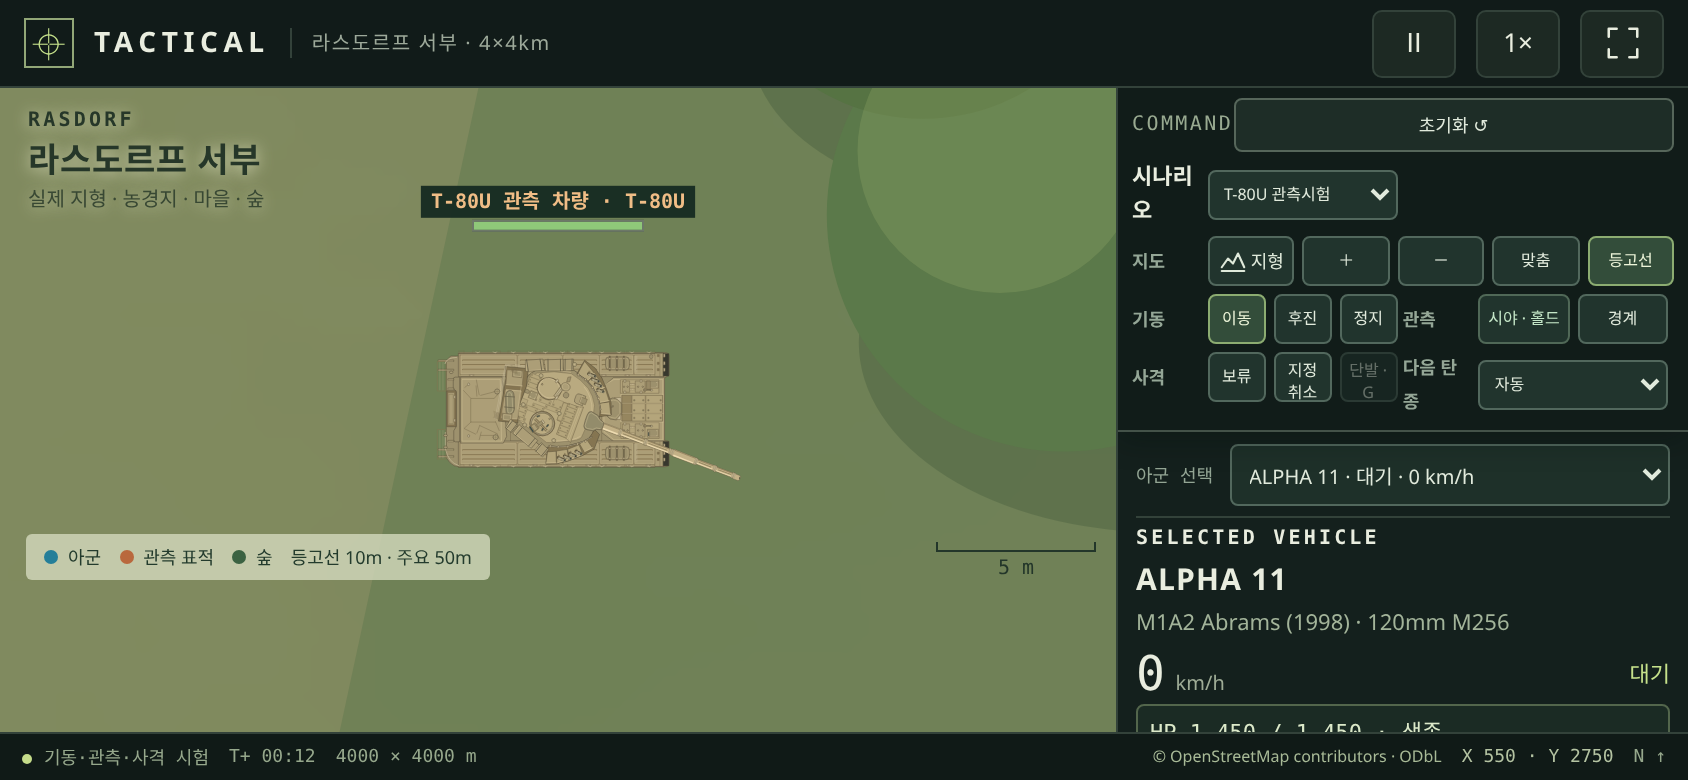 TACTICAL 라스도르프 서부 · 4×4km 1×
RASDORF
라스도르프 서부
실제 지형 · 농경지 · 마을 · 숲
T-80U 관측 차량 · T-80U
아군 관측 표적 숲 등고선 10m · 주요 50m
5 m
COMMAND 초기화 ↺
시나리오 T-80U 관측시험
지도 지형 + − 맞춤 등고선
기동 이동 후진 정지 관측 시야 · 홀드 경계
사격 보류 지정 취소 단발 · G 다음 탄종 자동
아군 선택 ALPHA 11 · 대기 · 0 km/h
SELECTED VEHICLE
ALPHA 11
M1A2 Abrams (1998) · 120mm M256
0 km/h 대기
HP 1,450 / 1,450 · 생존
기동·관측·사격 시험 T+ 00:12 4000 × 4000 m © OpenStreetMap contributors · ODbL X 550 · Y 2750 N ↑